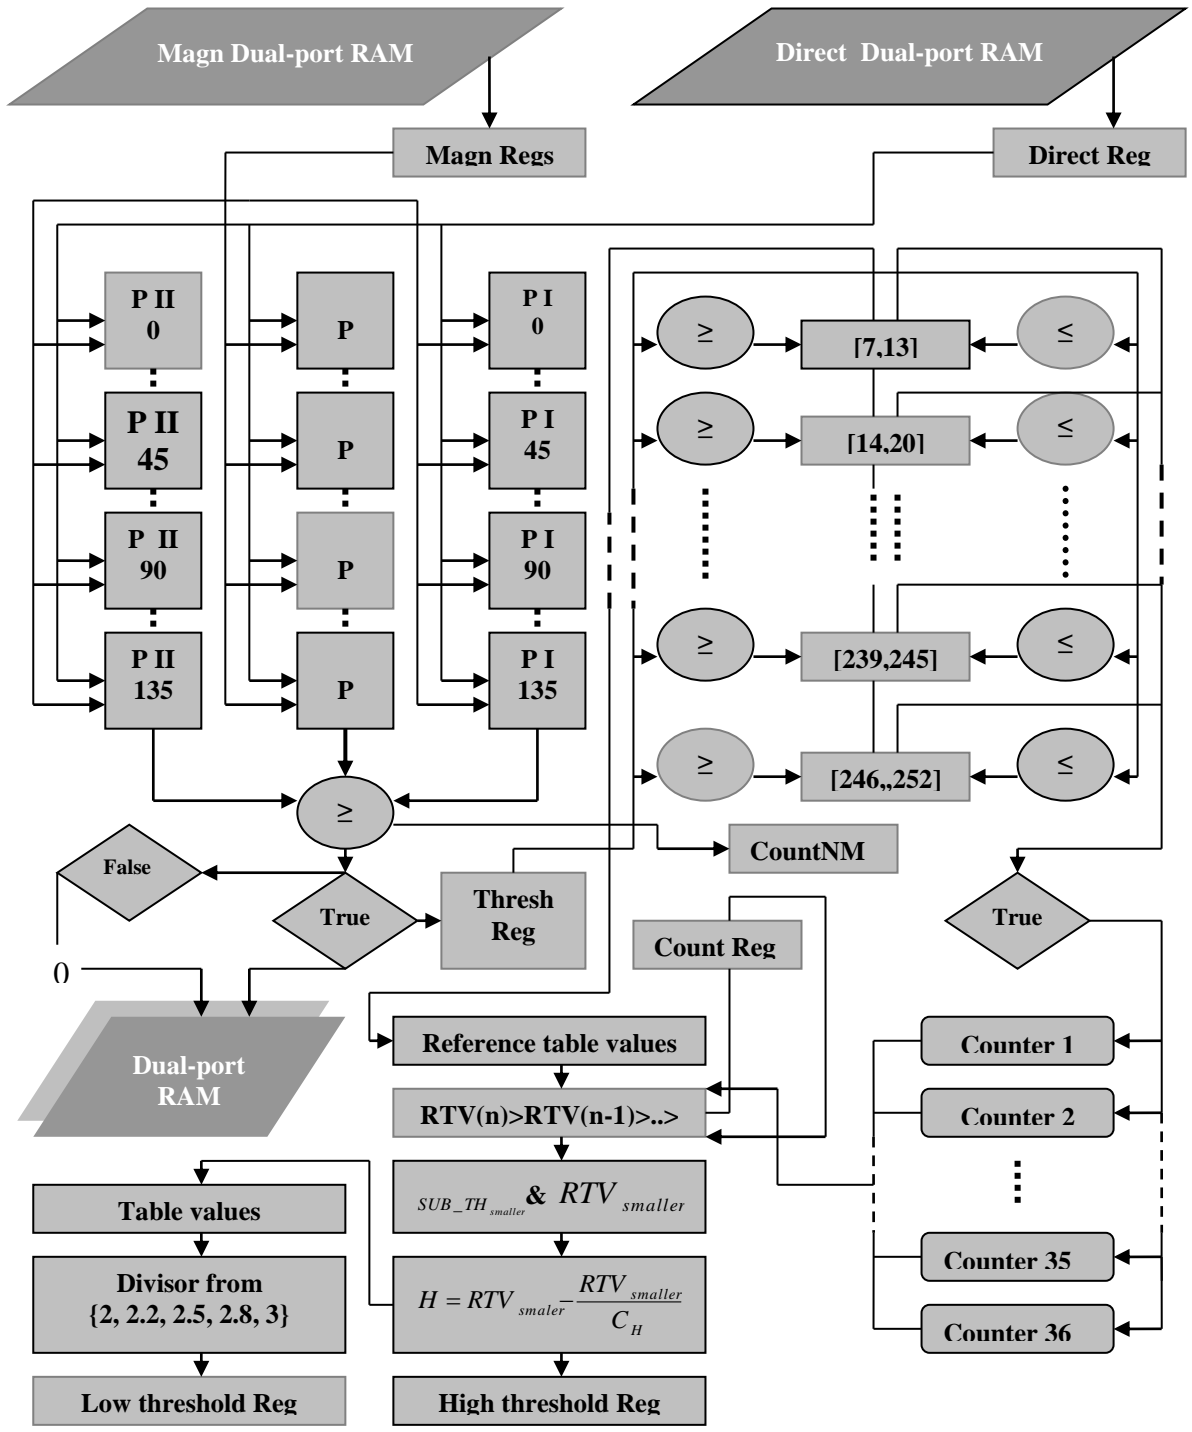 Magn Dual-port RAM
Direct Dual-port RAM
Magn Regs
Direct Reg
P II
0
P
P I
0
≥
[7,13]
≤
P II
45
P
P I
45
≥
[14,20]
≤
P II
90
P
P I
90
P II
135
P
P I
135
≥
[239,245]
≤
≥
[246,,252]
≤
≥
CountNM
False
True
Thresh
Reg
Count Reg
True
0
Dual-port
RAM
Reference table values
RTV(n)>RTV(n-1)>..>
SUB_TH smaller & RTV smaller
H = RTV smaler - RTV smaller / C H
Table values
Divisor from
{2, 2.2, 2.5, 2.8, 3}
Low threshold Reg
High threshold Reg
Counter 1
Counter 2
Counter 35
Counter 36